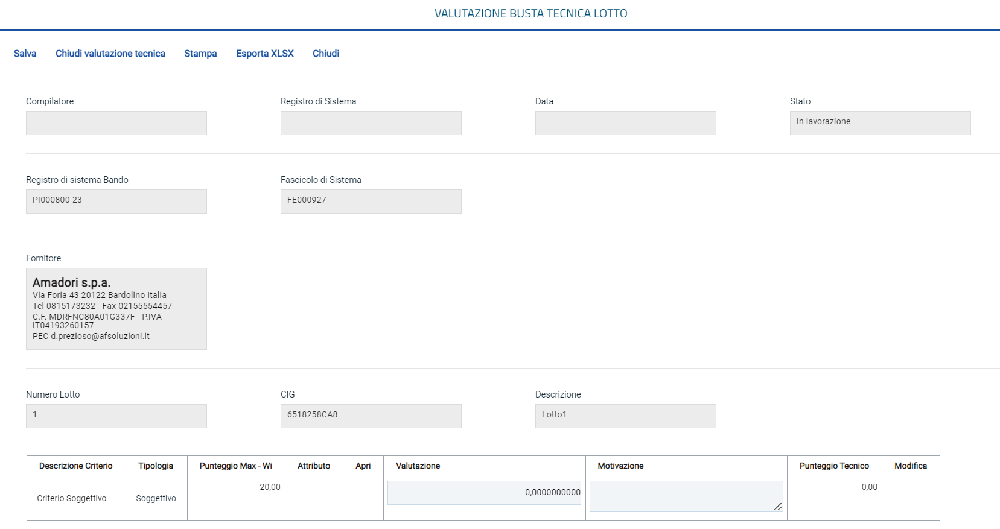 VALUTAZIONE BUSTA TECNICA LOTTO
Salva Chiudi valutazione tecnica Stampa Esporta XLSX Chiudi
Compilatore Registro di Sistema Data Stato
In lavorazione
Registro di sistema Bando Fascicolo di Sistema
PI000800-23 FE000927
Fornitore
Amadori s.p.a.
Via Foria 43 20122 Bardolino Italia
Tel 0815173232 - Fax 02155554457 -
C.F. MDRFNC80A01G337F - P.IVA
IT04193260157
PEC d.prezioso@afsoluzioni.it
Numero Lotto CIG Descrizione
1 6518258CA8 Lotto1
Descrizione Criterio Tipologia Punteggio Max - Wi Attributo Apri Valutazione Motivazione Punteggio Tecnico Modifica
Criterio Soggettivo Soggettivo 20,00 0,0000000000 0,00